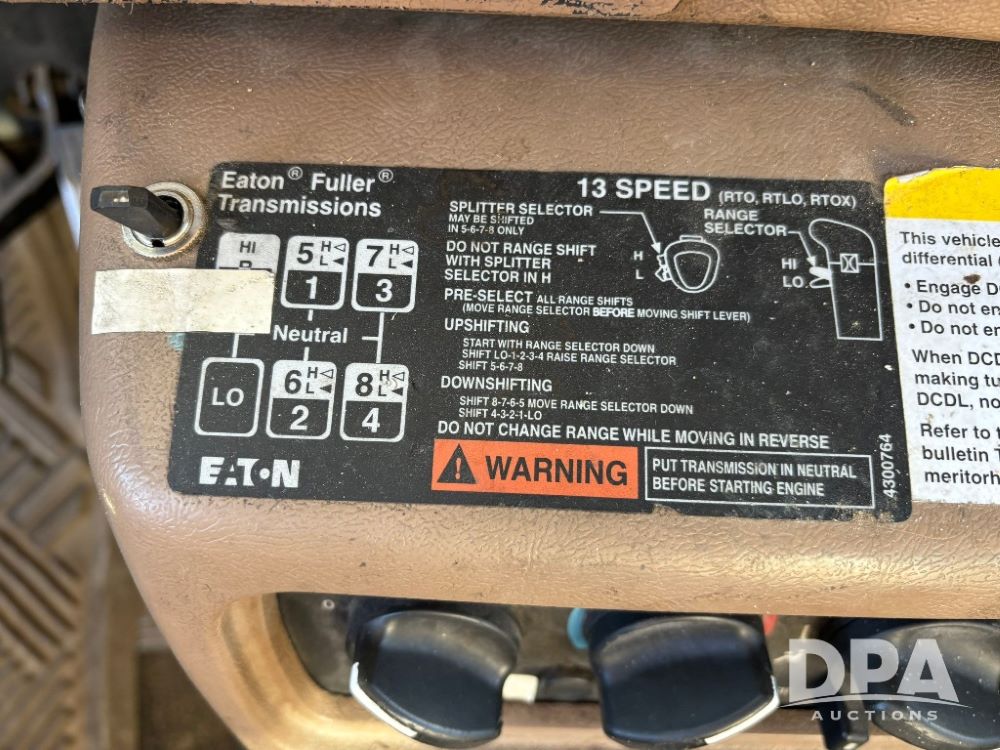 Eaton® Fuller®
Transmissions
13 SPEED (RTO, RTLO, RTOX)
SPLITTER SELECTOR
MAY BE SHIFTED
IN 5-6-7-8 ONLY
H
L
RANGE
SELECTOR
HI
LO
DO NOT RANGE SHIFT
WITH SPLITTER
SELECTOR IN H
PRE-SELECT ALL RANGE SHIFTS
(MOVE RANGE SELECTOR BEFORE MOVING SHIFT LEVER)
UPSHIFTING
START WITH RANGE SELECTOR DOWN
SHIFT LO-1-2-3-4 RAISE RANGE SELECTOR
SHIFT 5-6-7-8
DOWNSHIFTING
SHIFT 8-7-6-5 MOVE RANGE SELECTOR DOWN
SHIFT 4-3-2-1-LO
DO NOT CHANGE RANGE WHILE MOVING IN REVERSE
WARNING
PUT TRANSMISSION IN NEUTRAL
BEFORE STARTING ENGINE
4300764
HI
R
5 H
L
1
7 H
L
3
Neutral
LO
6 H
L
2
8 H
L
4
EATON
This vehicle
differential
• Engage
• Do not
• Do not
When
making
DCDL,
Refer to
bulletin
0
DPA
AUCTIONS